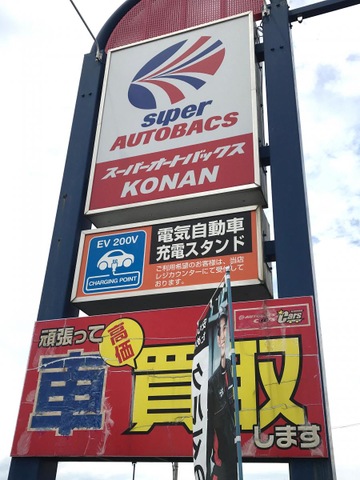 super
AUTOBACS
スーパーオートバックス
KONAN
EV 200V
CHARGING POINT
電気自動車
充電スタンド
ご利用希望のお客様は、当店
レジカウンターにて受付して
おります。
頑張って
高価
車買取
します
cars